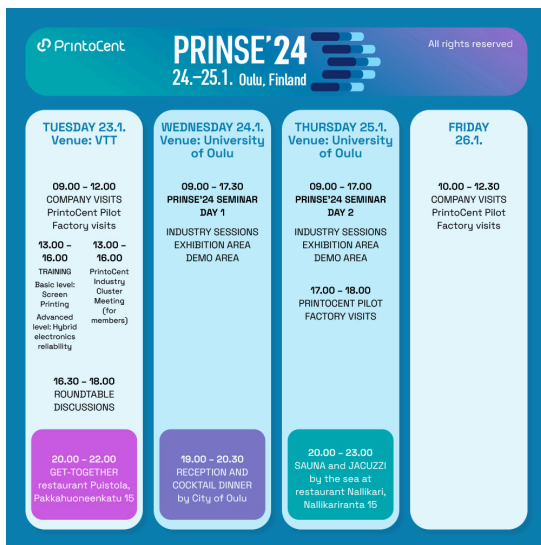 PrintoCent
PRINSE'24
24.–25.1. Oulu, Finland
All rights reserved
TUESDAY 23.1.
Venue: VTT
09.00 – 12.00
COMPANY VISITS
PrintoCent Pilot
Factory visits
13.00 –
16.00
TRAINING
Basic level:
Screen
Printing
Advanced
level: Hybrid
electronics
reliability
13.00 –
16.00
PrintoCent
Industry
Cluster
Meeting
(for
members)
16.30 – 18.00
ROUNDTABLE
DISCUSSIONS
20.00 – 22.00
GET-TOGETHER
restaurant Puistola,
Pakkahuoneenkatu 15
WEDNESDAY 24.1.
Venue: University
of Oulu
09.00 – 17.30
PRINSE'24 SEMINAR
DAY 1
INDUSTRY SESSIONS
EXHIBITION AREA
DEMO AREA
19.00 – 20.30
RECEPTION AND
COCKTAIL DINNER
by City of Oulu
THURSDAY 25.1.
Venue: University
of Oulu
09.00 – 17.00
PRINSE'24 SEMINAR
DAY 2
INDUSTRY SESSIONS
EXHIBITION AREA
DEMO AREA
17.00 – 18.00
PRINTOCENT PILOT
FACTORY VISITS
20.00 – 23.00
SAUNA and JACUZZI
by the sea at
restaurant Nallikari,
Nallikariranta 15
FRIDAY
26.1.
10.00 – 12.30
COMPANY VISITS
PrintoCent Pilot
Factory visits